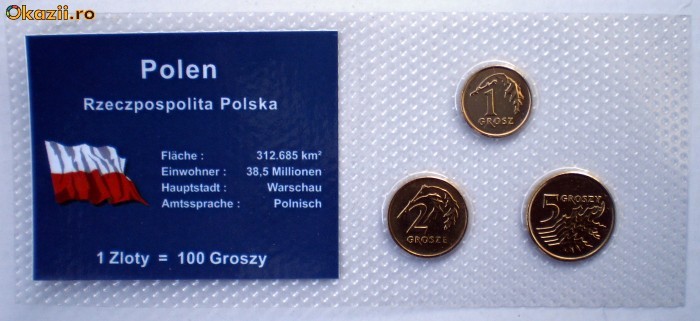 Okazii.ro
Polen
Rzeczpospolita Polska
Fläche : 312.685 km²
Einwohner : 38,5 Millionen
Hauptstadt : Warschau
Amtssprache : Polnisch
1 Zloty = 100 Groszy
1
GROSZ
2
GROSZE
5 GROSZY